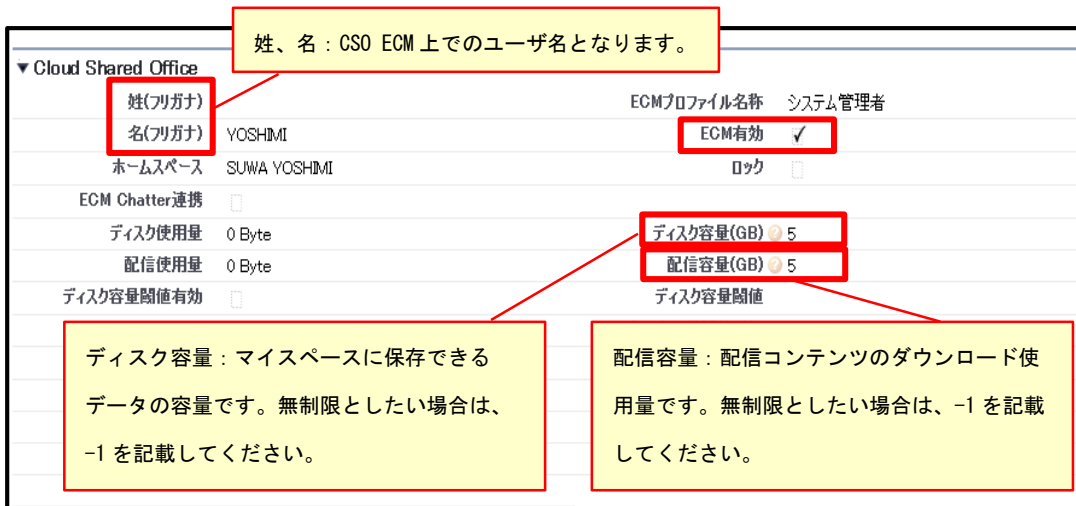 姓、名：CSO ECM 上でのユーザ名となります。
▼Cloud Shared Office
姓(フリガナ)
ECMプロファイル名称 システム管理者
名(フリガナ) YOSHIMI
ECM有効 ✓
ホームスペース SUWA YOSHIMI
ロック
ECM Chatter連携
ディスク使用量 0 Byte
ディスク容量(GB) ? 5
配信使用量 0 Byte
配信容量(GB) ? 5
ディスク容量閾値有効
ディスク容量閾値
ディスク容量：マイスペースに保存できる
データの容量です。無制限としたい場合は、
-1 を記載してください。
配信容量：配信コンテンツのダウンロード使
用量です。無制限としたい場合は、-1 を記載
してください。